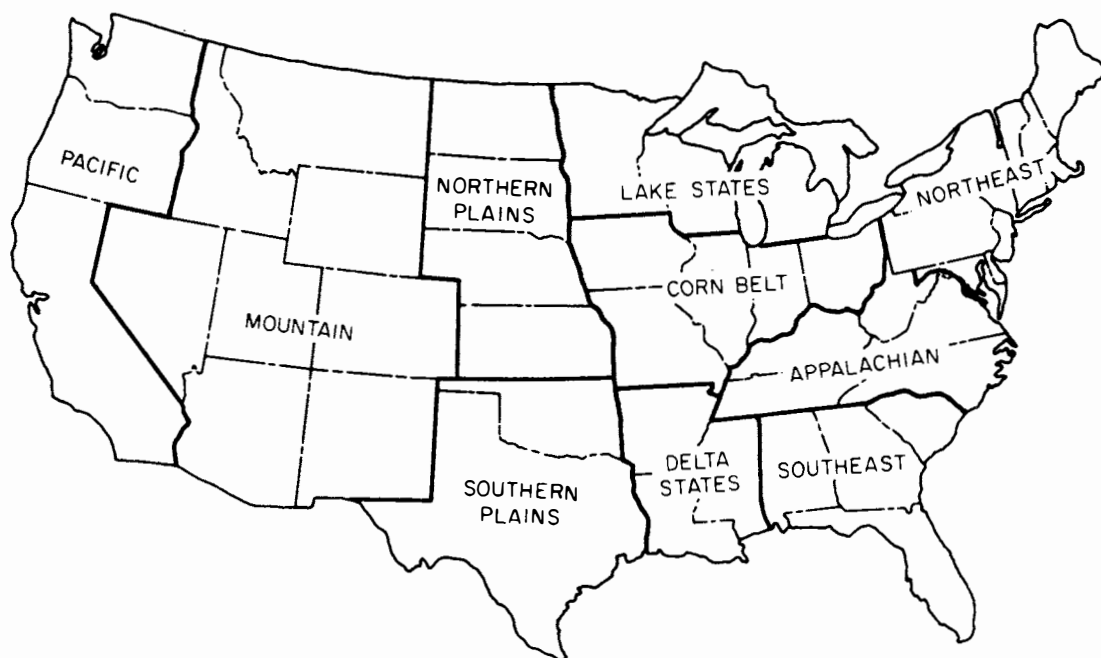 PACIFIC
NORTHERN
PLAINS
LAKE STATES
NORTHEAST
CORN BELT
MOUNTAIN
APPALACHIAN
DELTA
STATES
SOUTHEAST
SOUTHERN
PLAINS